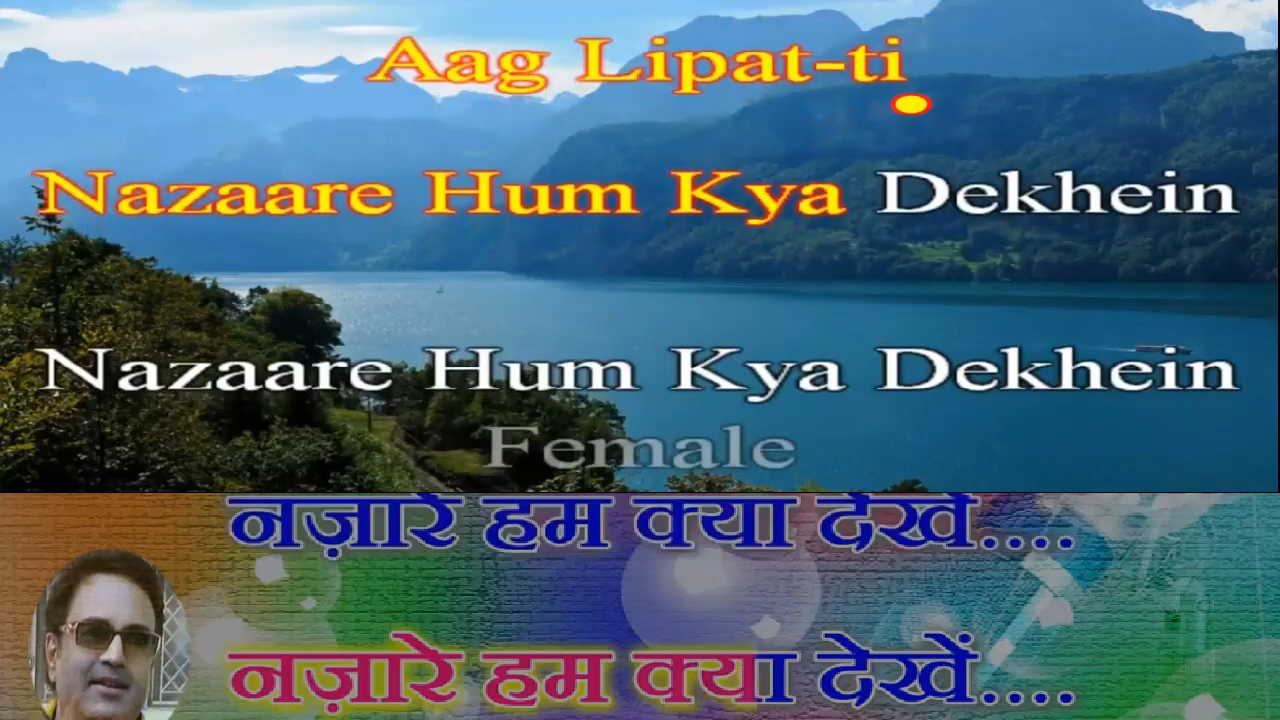 Aag Lipat-ti
Nazaare Hum Kya Dekhein
Nazaare Hum Kya Dekhein
Female
नज़ारे हम क्या देखें....
नज़ारे हम क्या देखें....